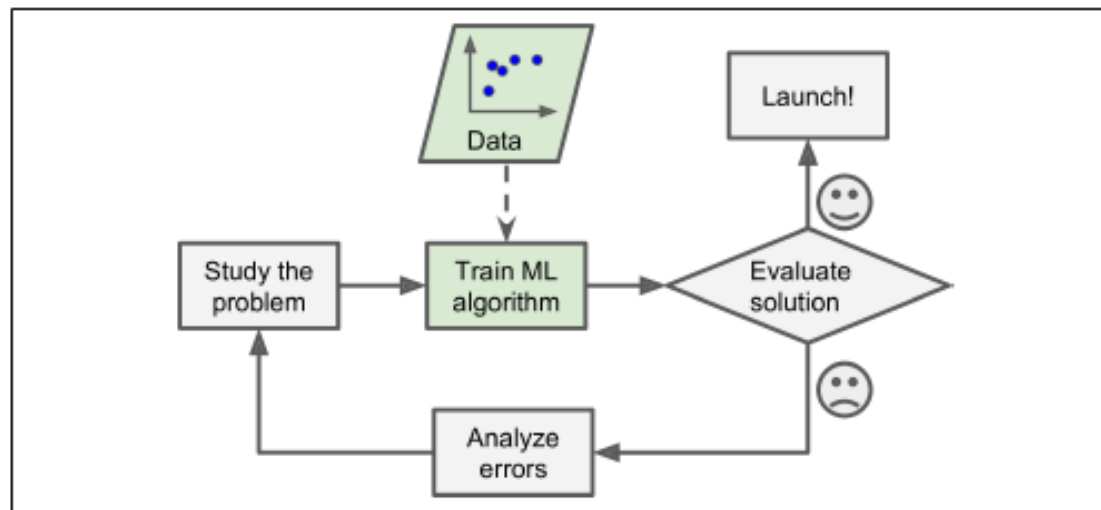 Data
Launch!
Study the
problem
Train ML
algorithm
Evaluate
solution
Analyze
errors